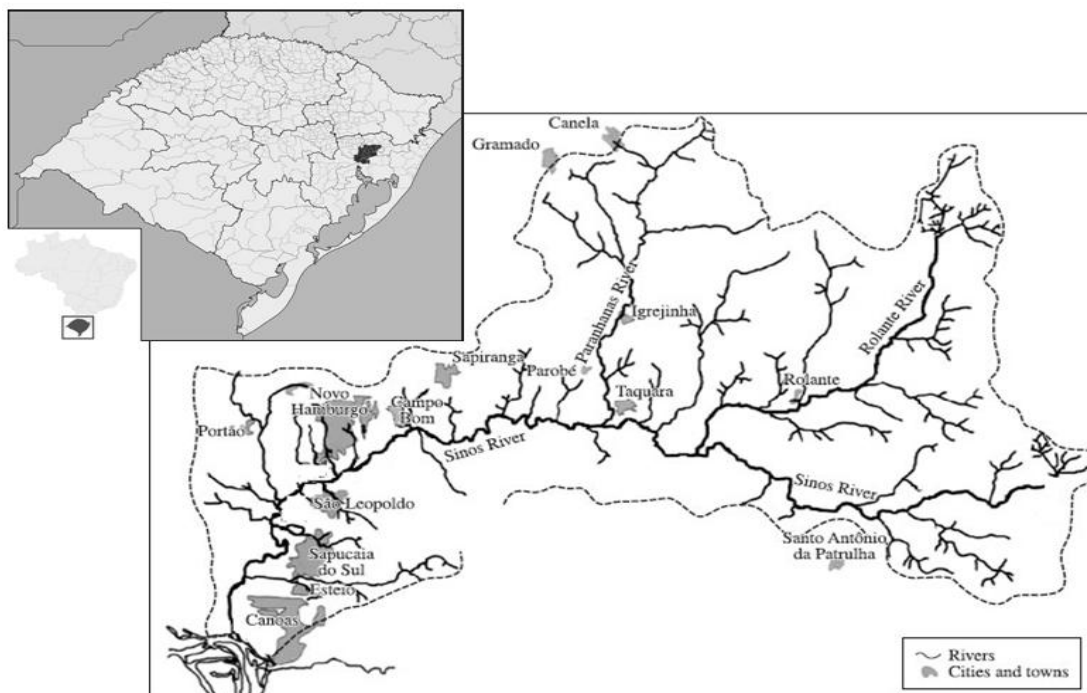 Canela
Gramado
Paranhanas River
Igrejinha
Rolante River
Sapiranga
Parobé
Taquara
Rolante
Novo
Hamburgo
Campo
Bom
Portão
Sinos River
Sinos River
São Leopoldo
Santo Antônio
da Patrulha
Sapucaia
do Sul
Esteio
Canoas
Rivers
Cities and towns